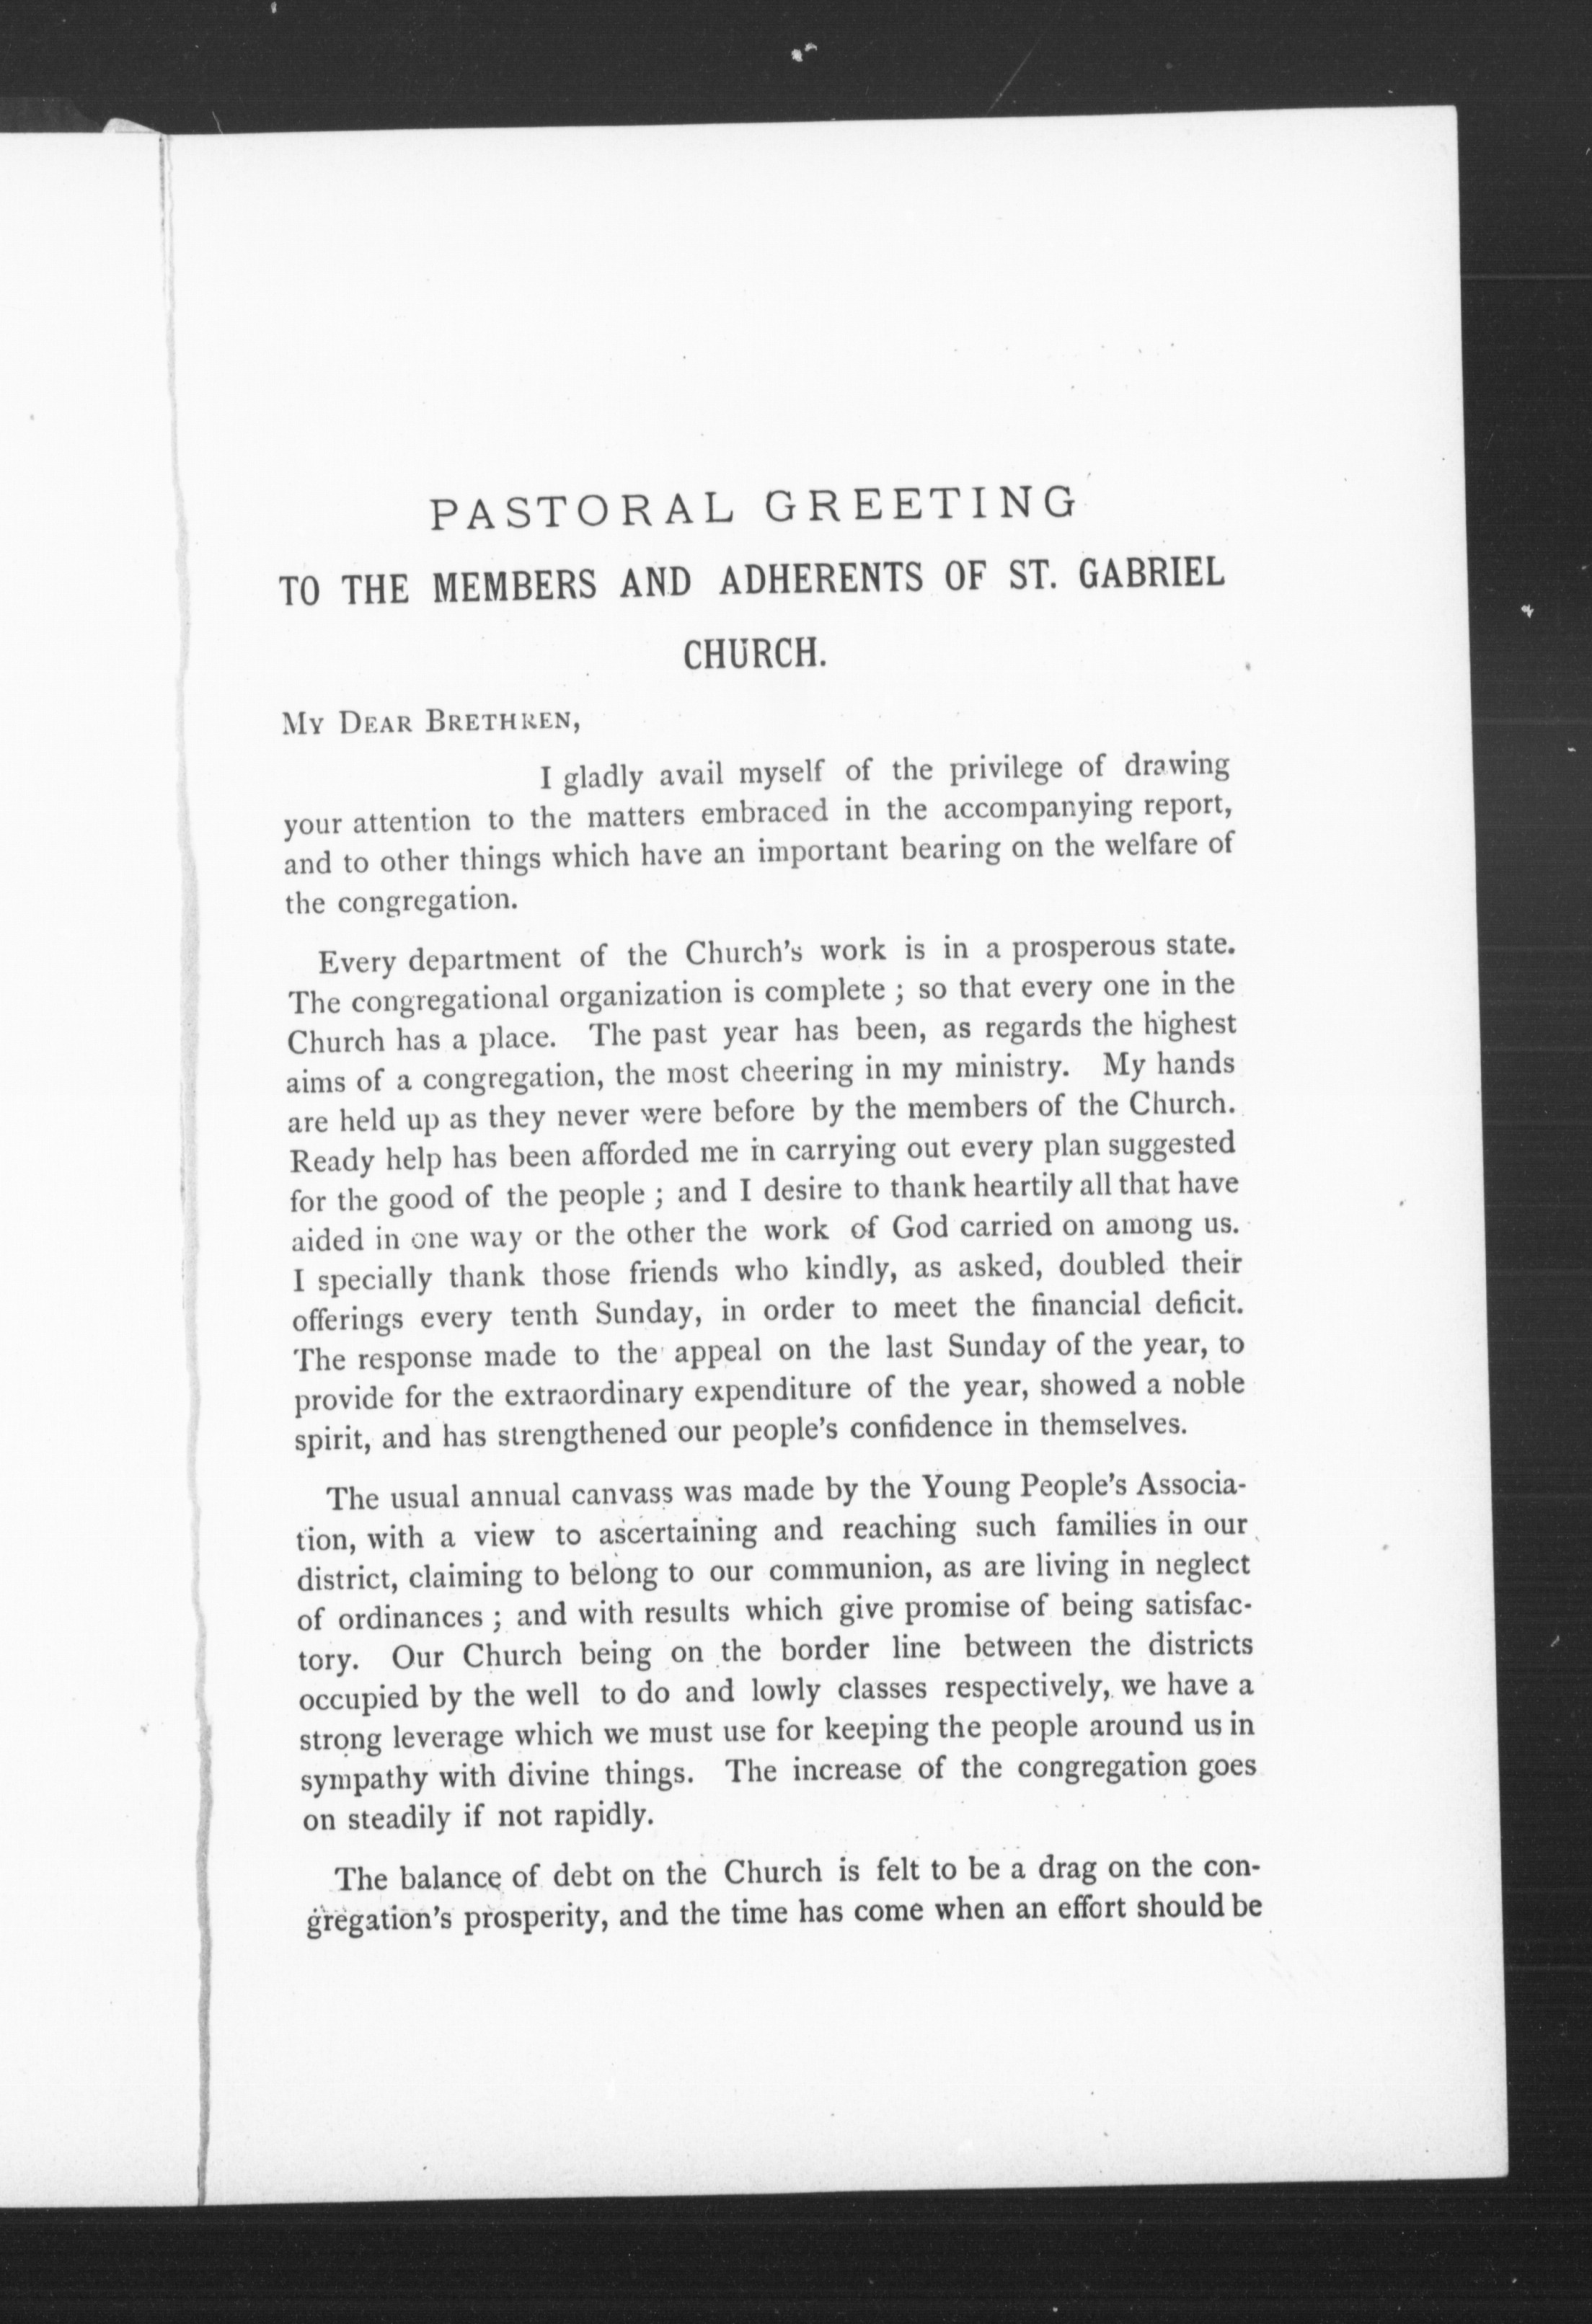 PASTORAL GREETING
TO THE MEMBERS AND ADHERENTS OF ST. GABRIEL
CHURCH.
MY DEAR BRETHREN,
I gladly avail myself of the privilege of drawing
your attention to the matters embraced in the accompanying report,
and to other things which have an important bearing on the welfare of
the congregation.
Every department of the Church's work is in a prosperous state.
The congregational organization is complete ; so that every one in the
Church has a place. The past year has been, as regards the highest
aims of a congregation, the most cheering in my ministry. My hands
are held up as they never were before by the members of the Church.
Ready help has been afforded me in carrying out every plan suggested
for the good of the people ; and I desire to thank heartily all that have
aided in one way or the other the work of God carried on among us.
I specially thank those friends who kindly, as asked, doubled their
offerings every tenth Sunday, in order to meet the financial deficit.
The response made to the appeal on the last Sunday of the year, to
provide for the extraordinary expenditure of the year, showed a noble
spirit, and has strengthened our people's confidence in themselves.
The usual annual canvass was made by the Young People's Associa-
tion, with a view to ascertaining and reaching such families in our
district, claiming to belong to our communion, as are living in neglect
of ordinances ; and with results which give promise of being satisfac-
tory. Our Church being on the border line between the districts
occupied by the well to do and lowly classes respectively, we have a
strong leverage which we must use for keeping the people around us in
sympathy with divine things. The increase of the congregation goes
on steadily if not rapidly.
The balance of debt on the Church is felt to be a drag on the con-
gregation's prosperity, and the time has come when an effort should be